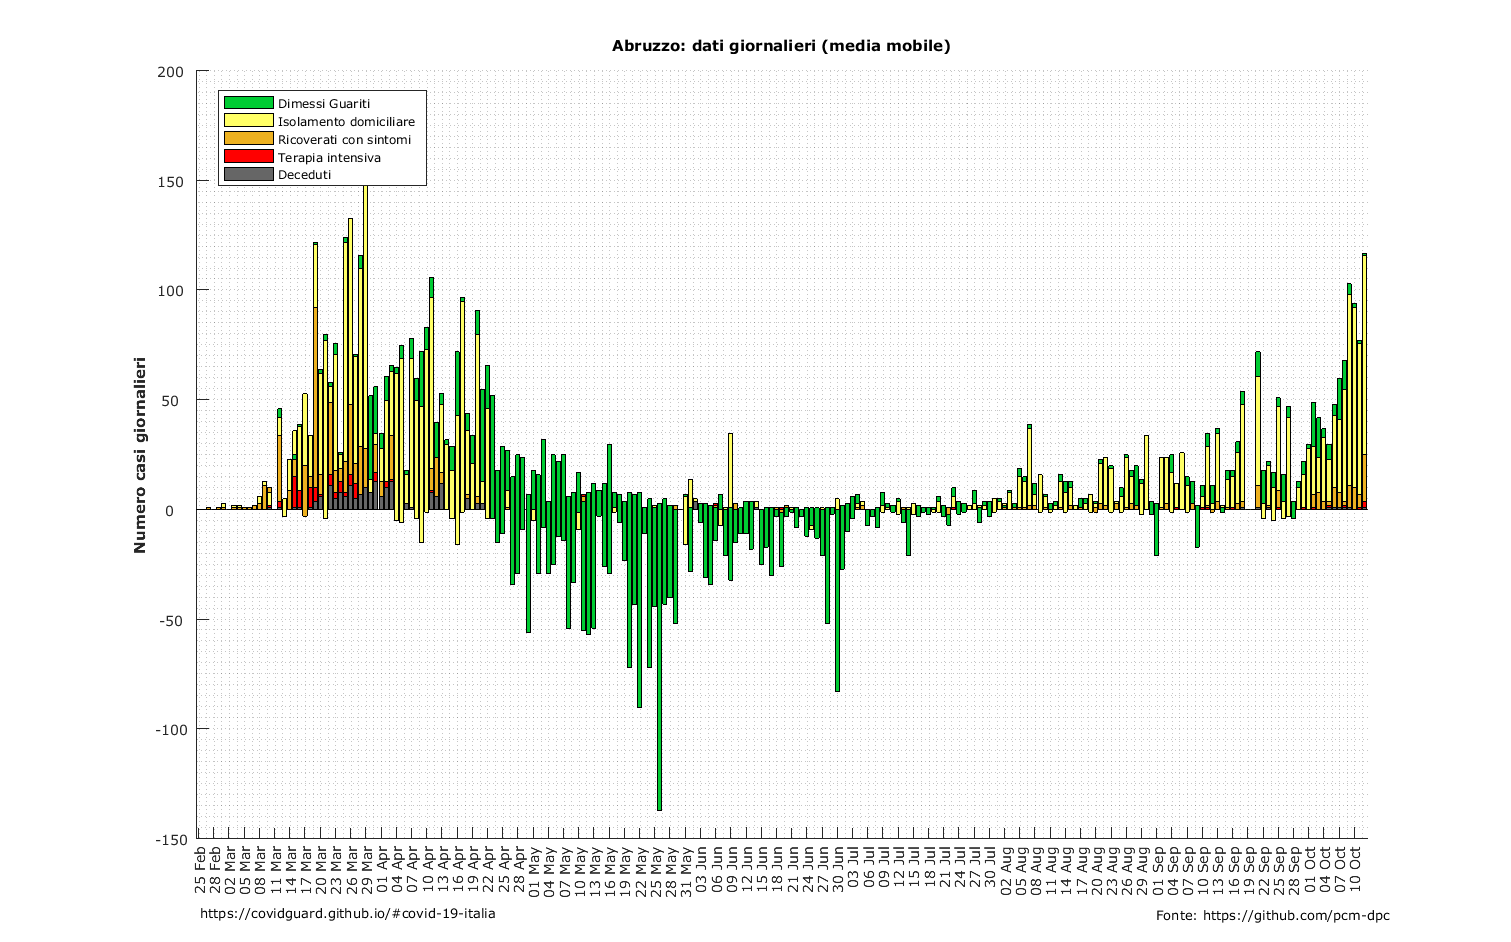 Abruzzo: dati giornalieri (media mobile)
200
150
100
50
0
-50
-100
-150
Numero casi giornalieri
Dimessi Guariti
Isolamento domiciliare
Ricoverati con sintomi
Terapia intensiva
Deceduti
25 Feb
28 Feb
02 Mar
05 Mar
08 Mar
11 Mar
14 Mar
17 Mar
20 Mar
23 Mar
26 Mar
29 Mar
01 Apr
04 Apr
07 Apr
10 Apr
13 Apr
16 Apr
19 Apr
22 Apr
25 Apr
28 Apr
01 May
04 May
07 May
10 May
13 May
16 May
19 May
22 May
25 May
28 May
31 May
03 Jun
06 Jun
09 Jun
12 Jun
15 Jun
18 Jun
21 Jun
24 Jun
27 Jun
30 Jun
03 Jul
06 Jul
09 Jul
12 Jul
15 Jul
18 Jul
21 Jul
24 Jul
27 Jul
30 Jul
02 Aug
05 Aug
08 Aug
11 Aug
14 Aug
17 Aug
20 Aug
23 Aug
26 Aug
29 Aug
01 Sep
04 Sep
07 Sep
10 Sep
13 Sep
16 Sep
19 Sep
22 Sep
25 Sep
28 Sep
01 Oct
04 Oct
07 Oct
10 Oct
https://covidguard.github.io/#covid-19-italia
Fonte: https://github.com/pcm-dpc